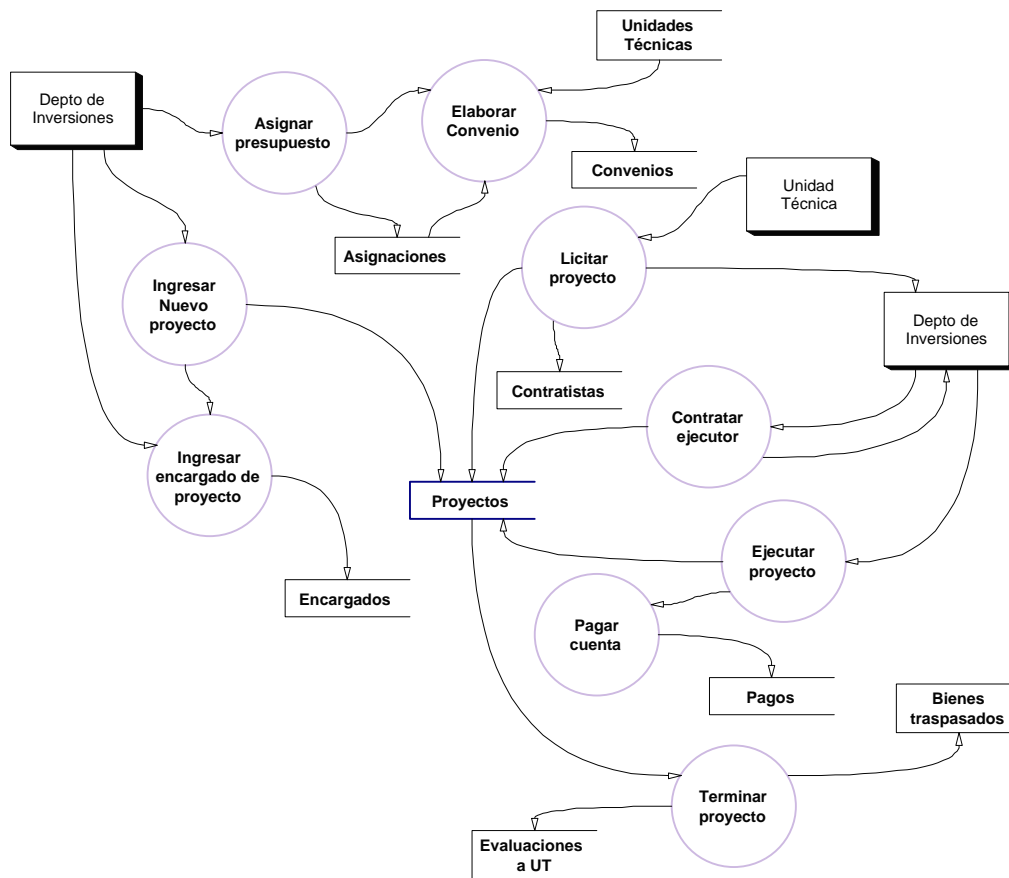 Unidades
Técnicas
Depto de
Inversiones
Asignar
presupuesto
Elaborar
Convenio
Convenios
Unidad
Técnica
Asignaciones
Licitar
proyecto
Ingresar
Nuevo
proyecto
Depto de
Inversiones
Contratistas
Contratar
ejecutor
Ingresar
encargado de
proyecto
Proyectos
Ejecutar
proyecto
Encargados
Pagar
cuenta
Pagos
Bienes
traspasados
Terminar
proyecto
Evaluaciones
a UT